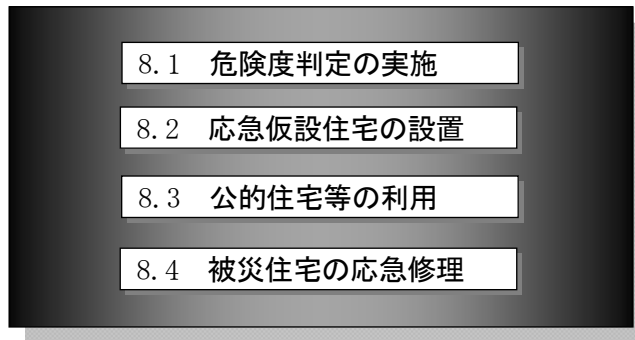 8.1 危険度判定の実施
8.2 応急仮設住宅の設置
8.3 公的住宅等の利用
8.4 被災住宅の応急修理